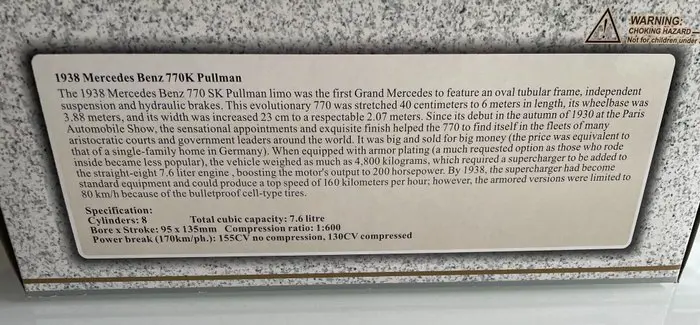 WARNING:
CHOKING HAZARD
Not for children under
1938 Mercedes Benz 770K Pullman
The 1938 Mercedes Benz 770 SK Pullman limo was the first Grand Mercedes to feature an oval tubular frame, independent
suspension and hydraulic brakes. This evolutionary 770 was stretched 40 centimeters to 6 meters in length, its wheelbase was
3.88 meters, and its width was increased 23 cm to a respectable 2.07 meters. Since its debut in the autumn of 1930 at the Paris
Automobile Show, the sensational appointments and exquisite finish helped the 770 to find itself in the fleets of many
aristocratic courts and government leaders around the world. It was big and sold for big money (the price was equivalent to
that of a single-family home in Germany). When equipped with armor plating (a much requested option as those who rode
inside became less popular), the vehicle weighed as much as 4,800 kilograms, which required a supercharger to be added to
the straight-eight 7.6 liter engine , boosting the motor's output to 200 horsepower. By 1938, the supercharger had become
standard equipment and could produce a top speed of 160 kilometers per hour; however, the armored versions were limited to
80 km/h because of the bulletproof cell-type tires.
Specification:
Cylinders: 8 Total cubic capacity: 7.6 litre
Bore x Stroke: 95 x 135mm Compression ratio: 1:600
Power break (170km/ph.): 155CV no compression, 130CV compressed